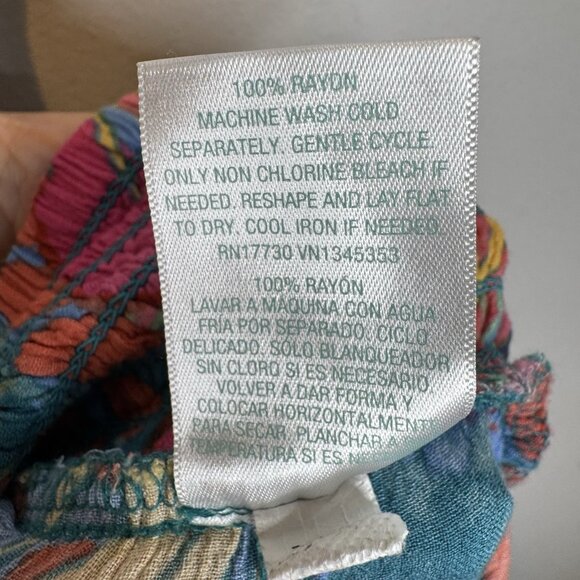 100% RAYON
MACHINE WASH COLD
SEPARATELY. GENTLE CYCLE.
ONLY NON CHLORINE BLEACH IF
NEEDED. RESHAPE AND LAY FLAT
TO DRY. COOL IRON IF NEEDED.
RN17730 VN1345353
100% RAYÓN
LAVAR A MAQUINA CON AGUA
FRÍA POR SEPARADO. CICLO
DELICADO. SOLO BLANQUEADOR
SIN CLORO SI ES NECESARIO.
VOLVER A DAR FORMA Y
COLOCAR HORIZONTALMENTE
PARA SECAR. PLANCHAR A
TEMPERATURA SI ES